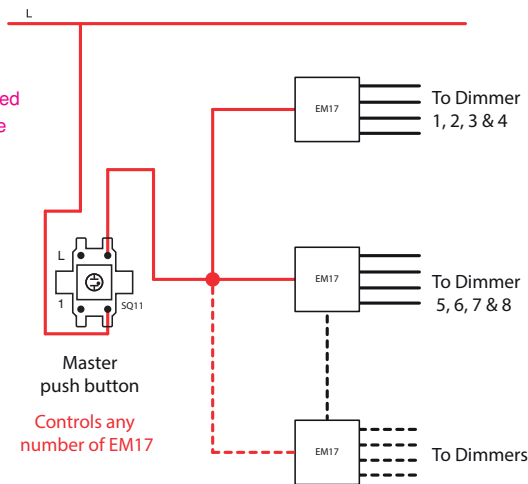 L
ed
e
EM17
To Dimmer
1, 2, 3 & 4
L
1
SQ11
EM17
To Dimmer
5, 6, 7 & 8
Master
push button
Controls any
number of EM17
EM17
To Dimmers